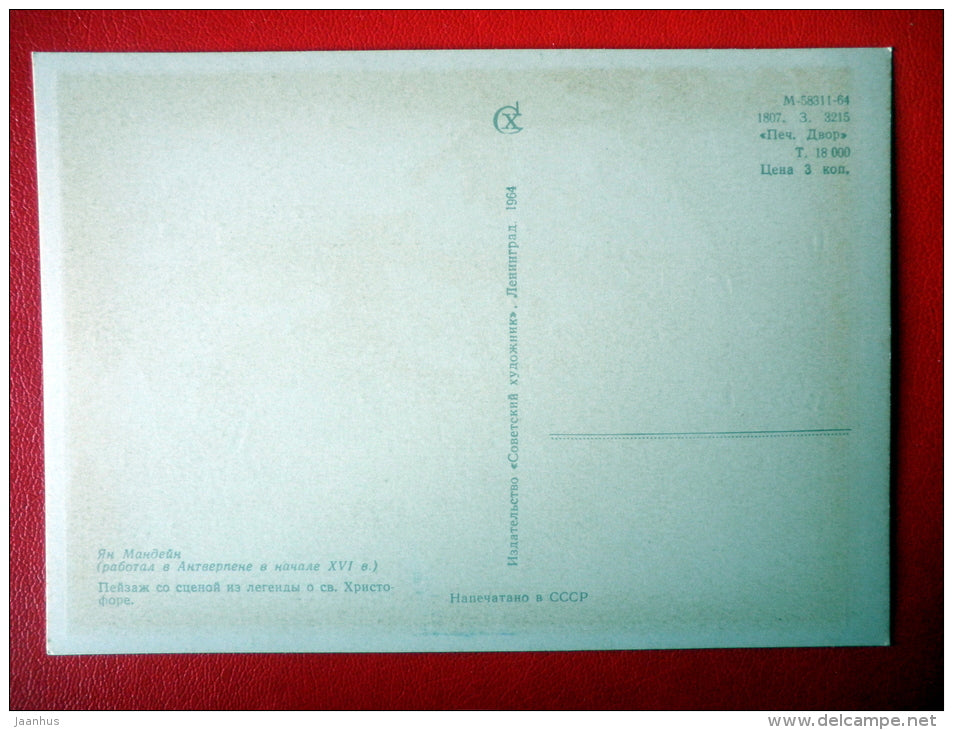 М-58311-64
1807. З. 3215
«Печ. Двор»
Т. 18 000
Цена 3 коп.
СХ
Издательство «Советский художник». Ленинград. 1964
Ян Мандейн
(работал в Антверпене в начале XVI в.)
Пейзаж со сценой из легенды о св. Христо-
форе.
Напечатано в СССР
jaanhus
www.delcampe.net